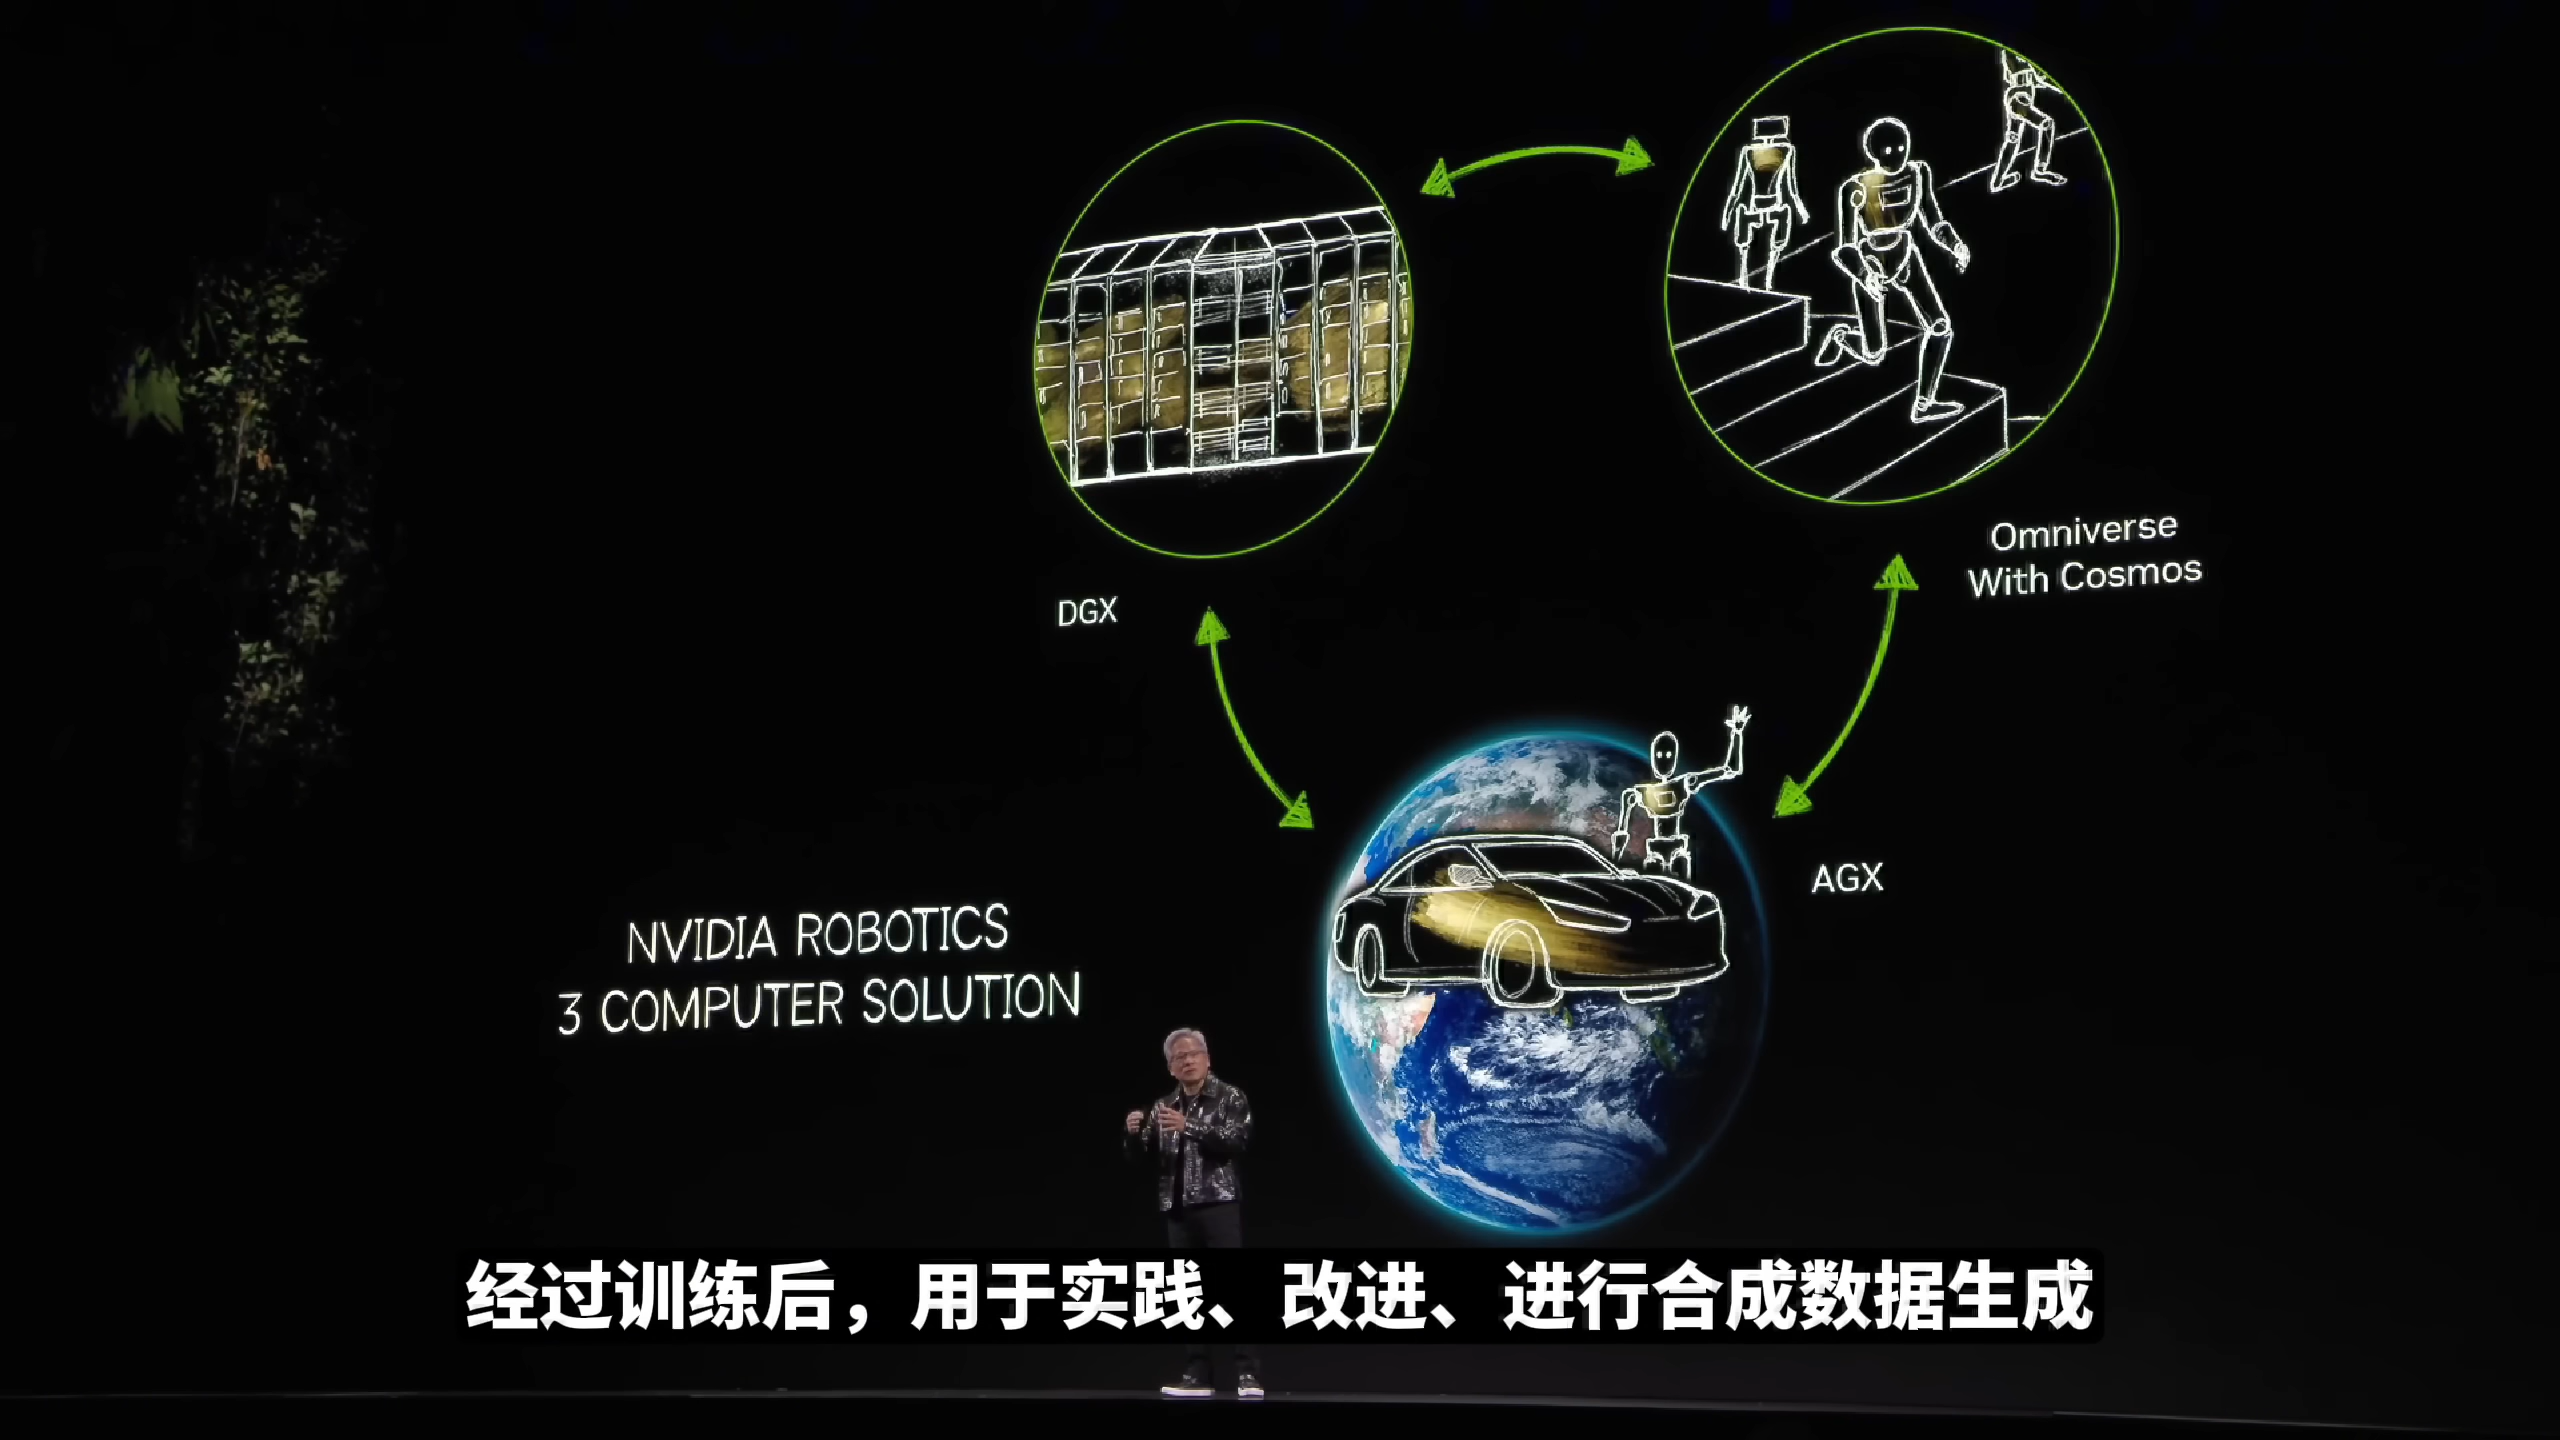 Omniverse
With Cosmos
DGX
AGX
NVIDIA ROBOTICS
3 COMPUTER SOLUTION
经过训练后，用于实践、改进、进行合成数据生成